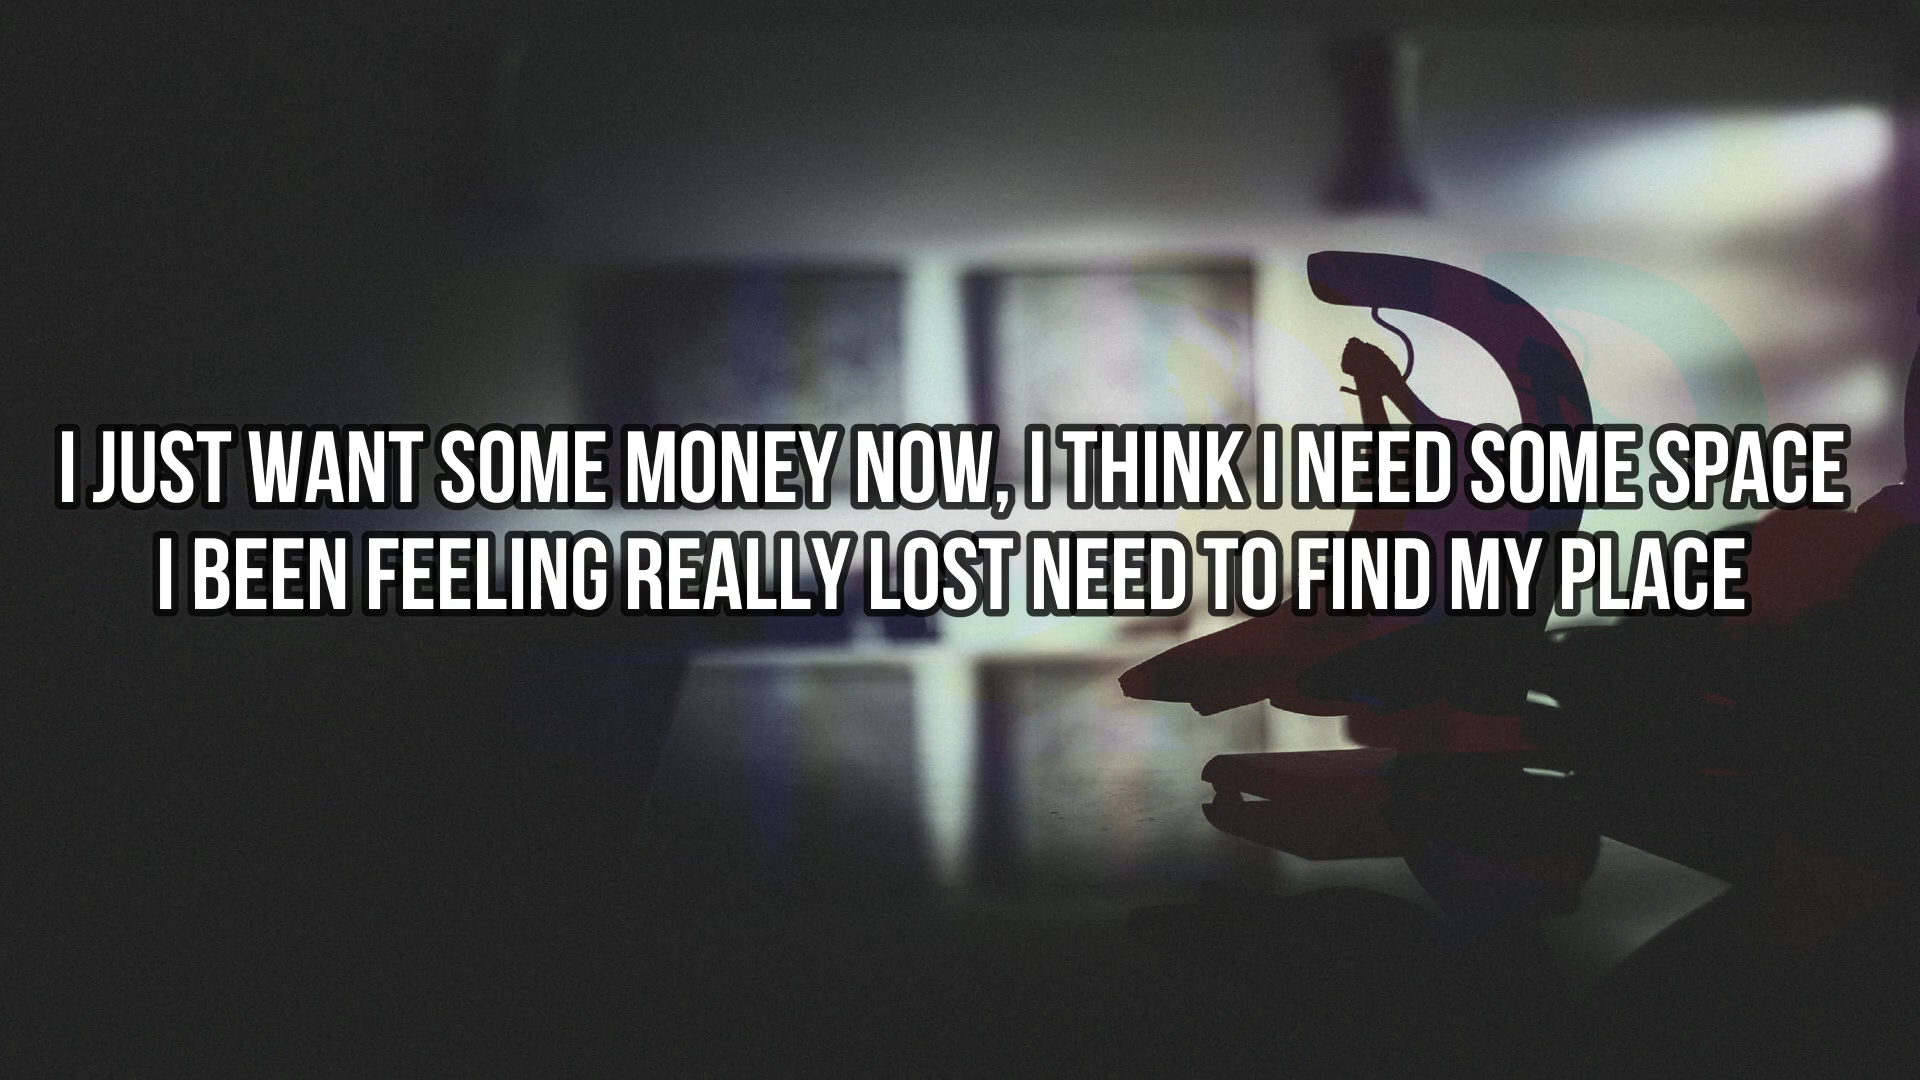 I JUST WANT SOME MONEY NOW, I THINK I NEED SOME SPACE
I BEEN FEELING REALLY LOST NEED TO FIND MY PLACE